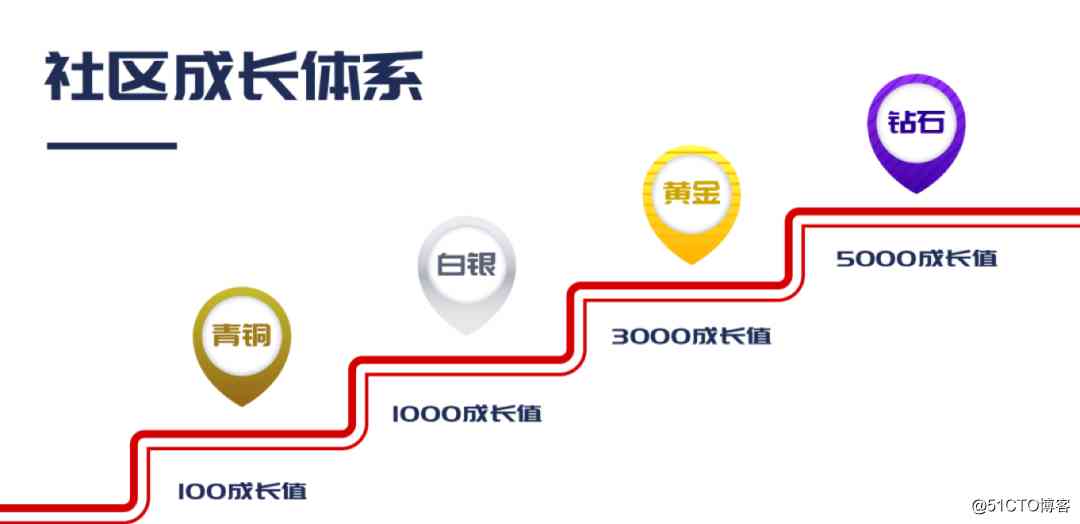 社区成长体系
钻石
黄金
5000成长值
白银
3000成长值
青铜
1000成长值
100成长值
@51CTO博客